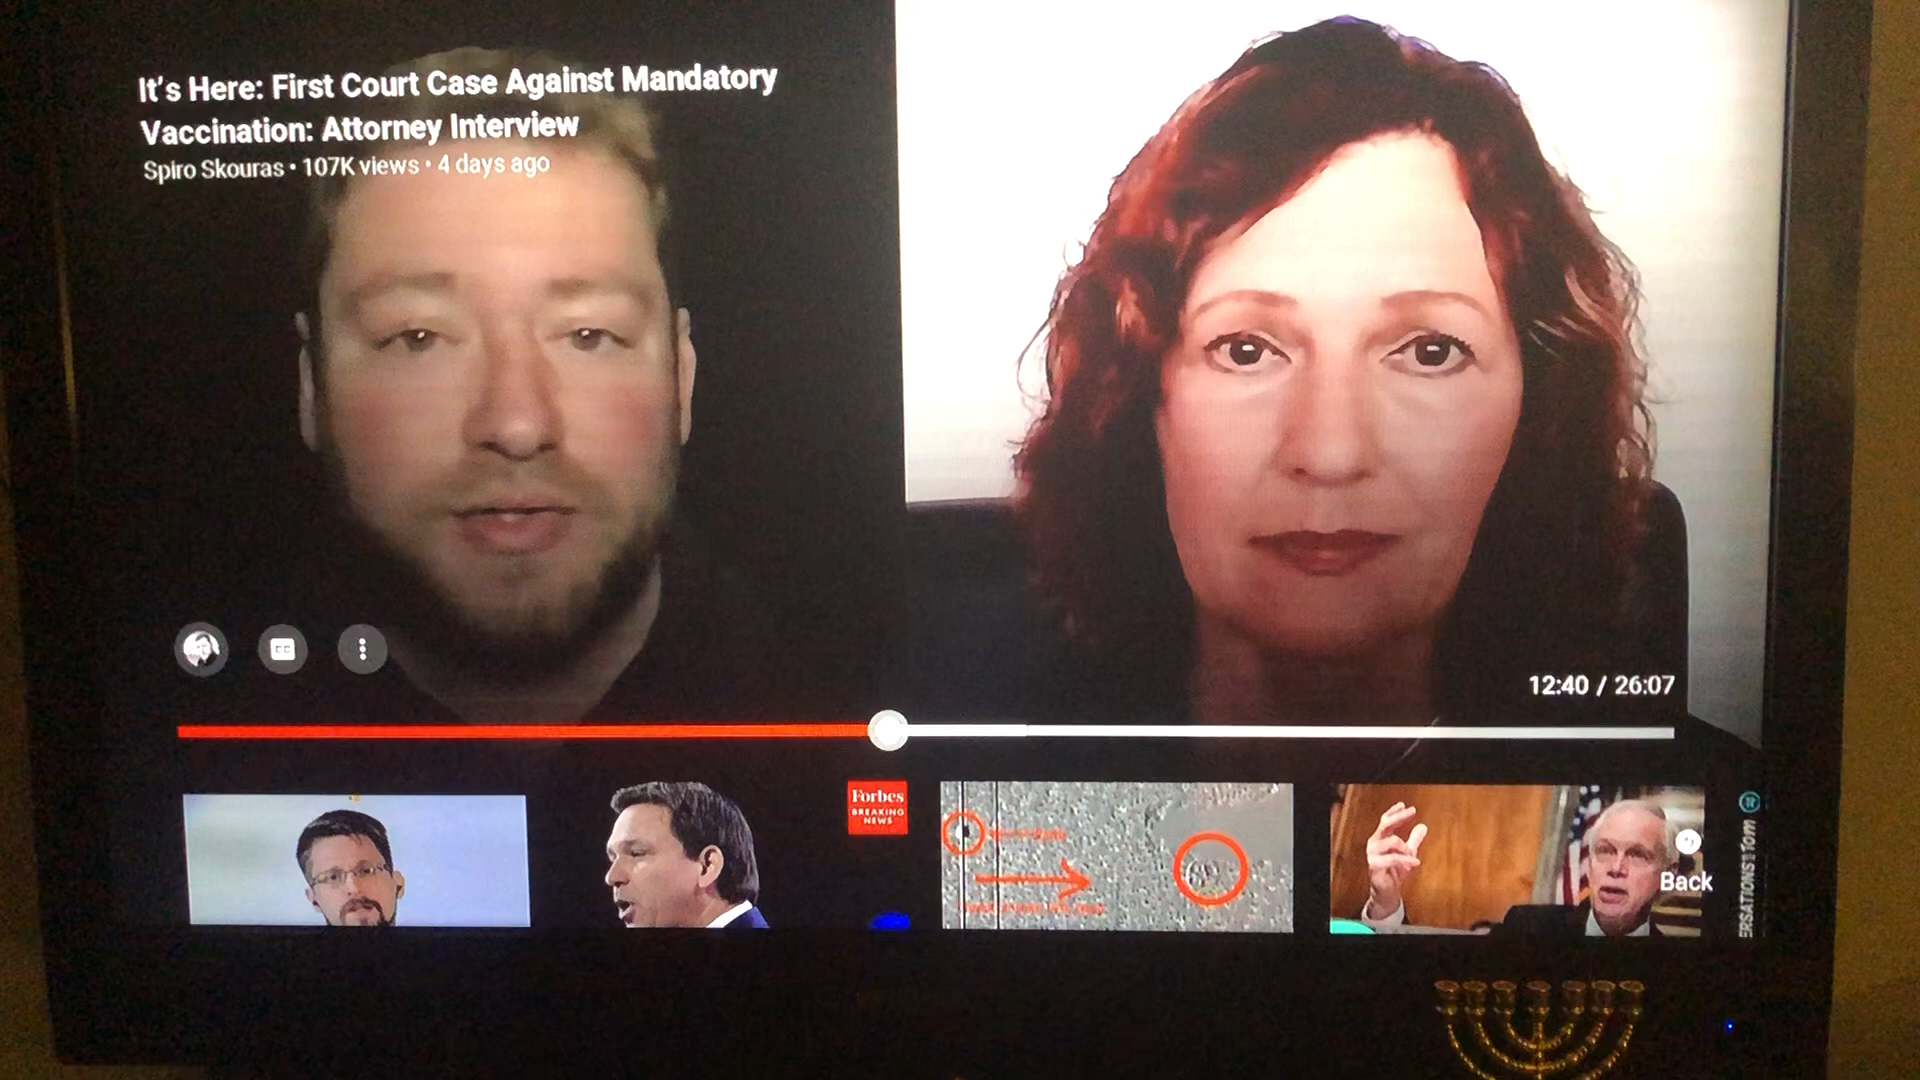 It's Here: First Court Case Against Mandatory
Vaccination: Attorney Interview
Spiro Skouras • 107K views • 4 days ago
CC
12:40 / 26:07
Forbes
BREAKING
NEWS
Back